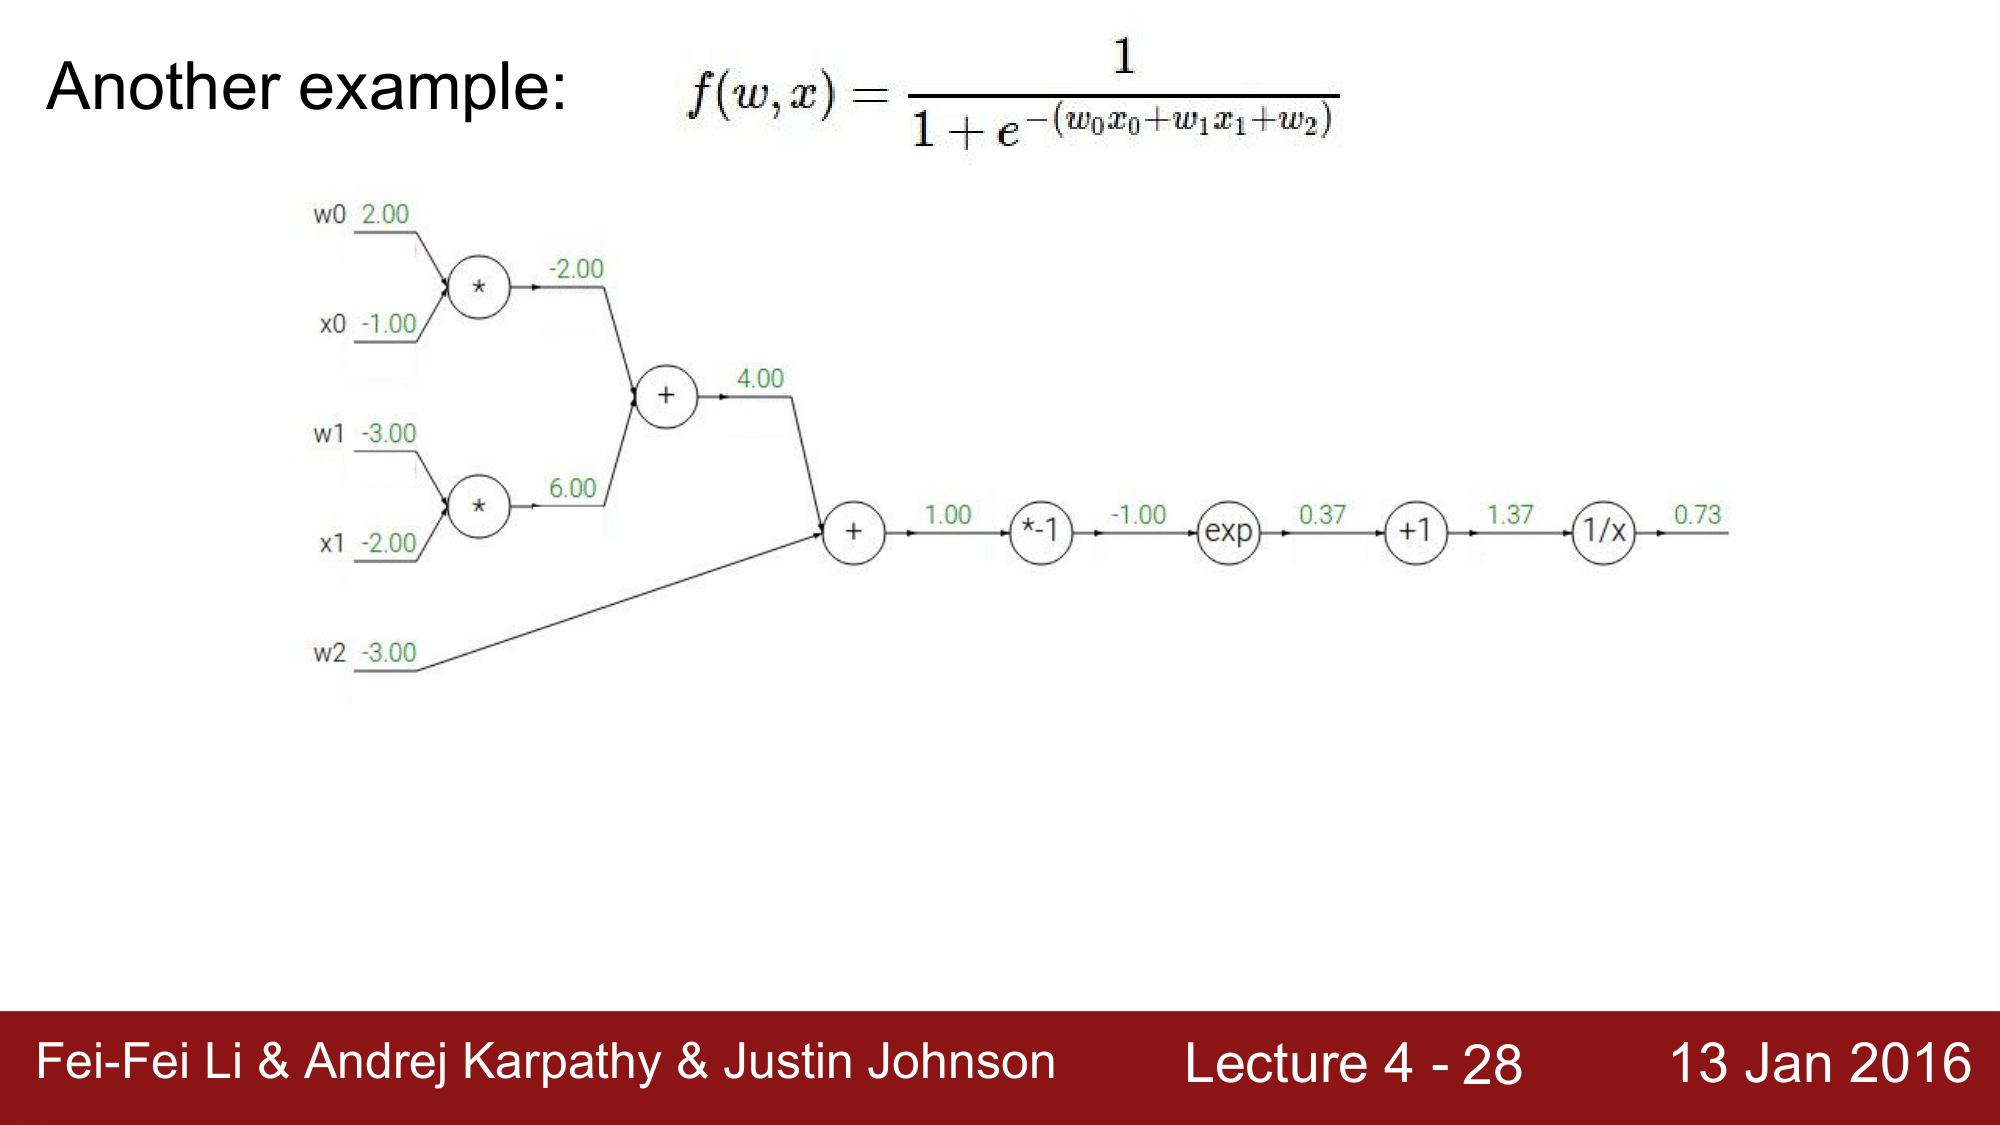 Another example:
f(w, x) = 1 / (1 + e^{-(w_0x_0+w_1x_1+w_2)})
w0 2.00
* -2.00
x0 -1.00
+ 4.00
w1 -3.00
* 6.00
x1 -2.00
+ 1.00 *-1 -1.00 exp 0.37 +1 1.37 1/x 0.73
w2 -3.00
Fei-Fei Li & Andrej Karpathy & Justin Johnson Lecture 4 - 28 13 Jan 2016